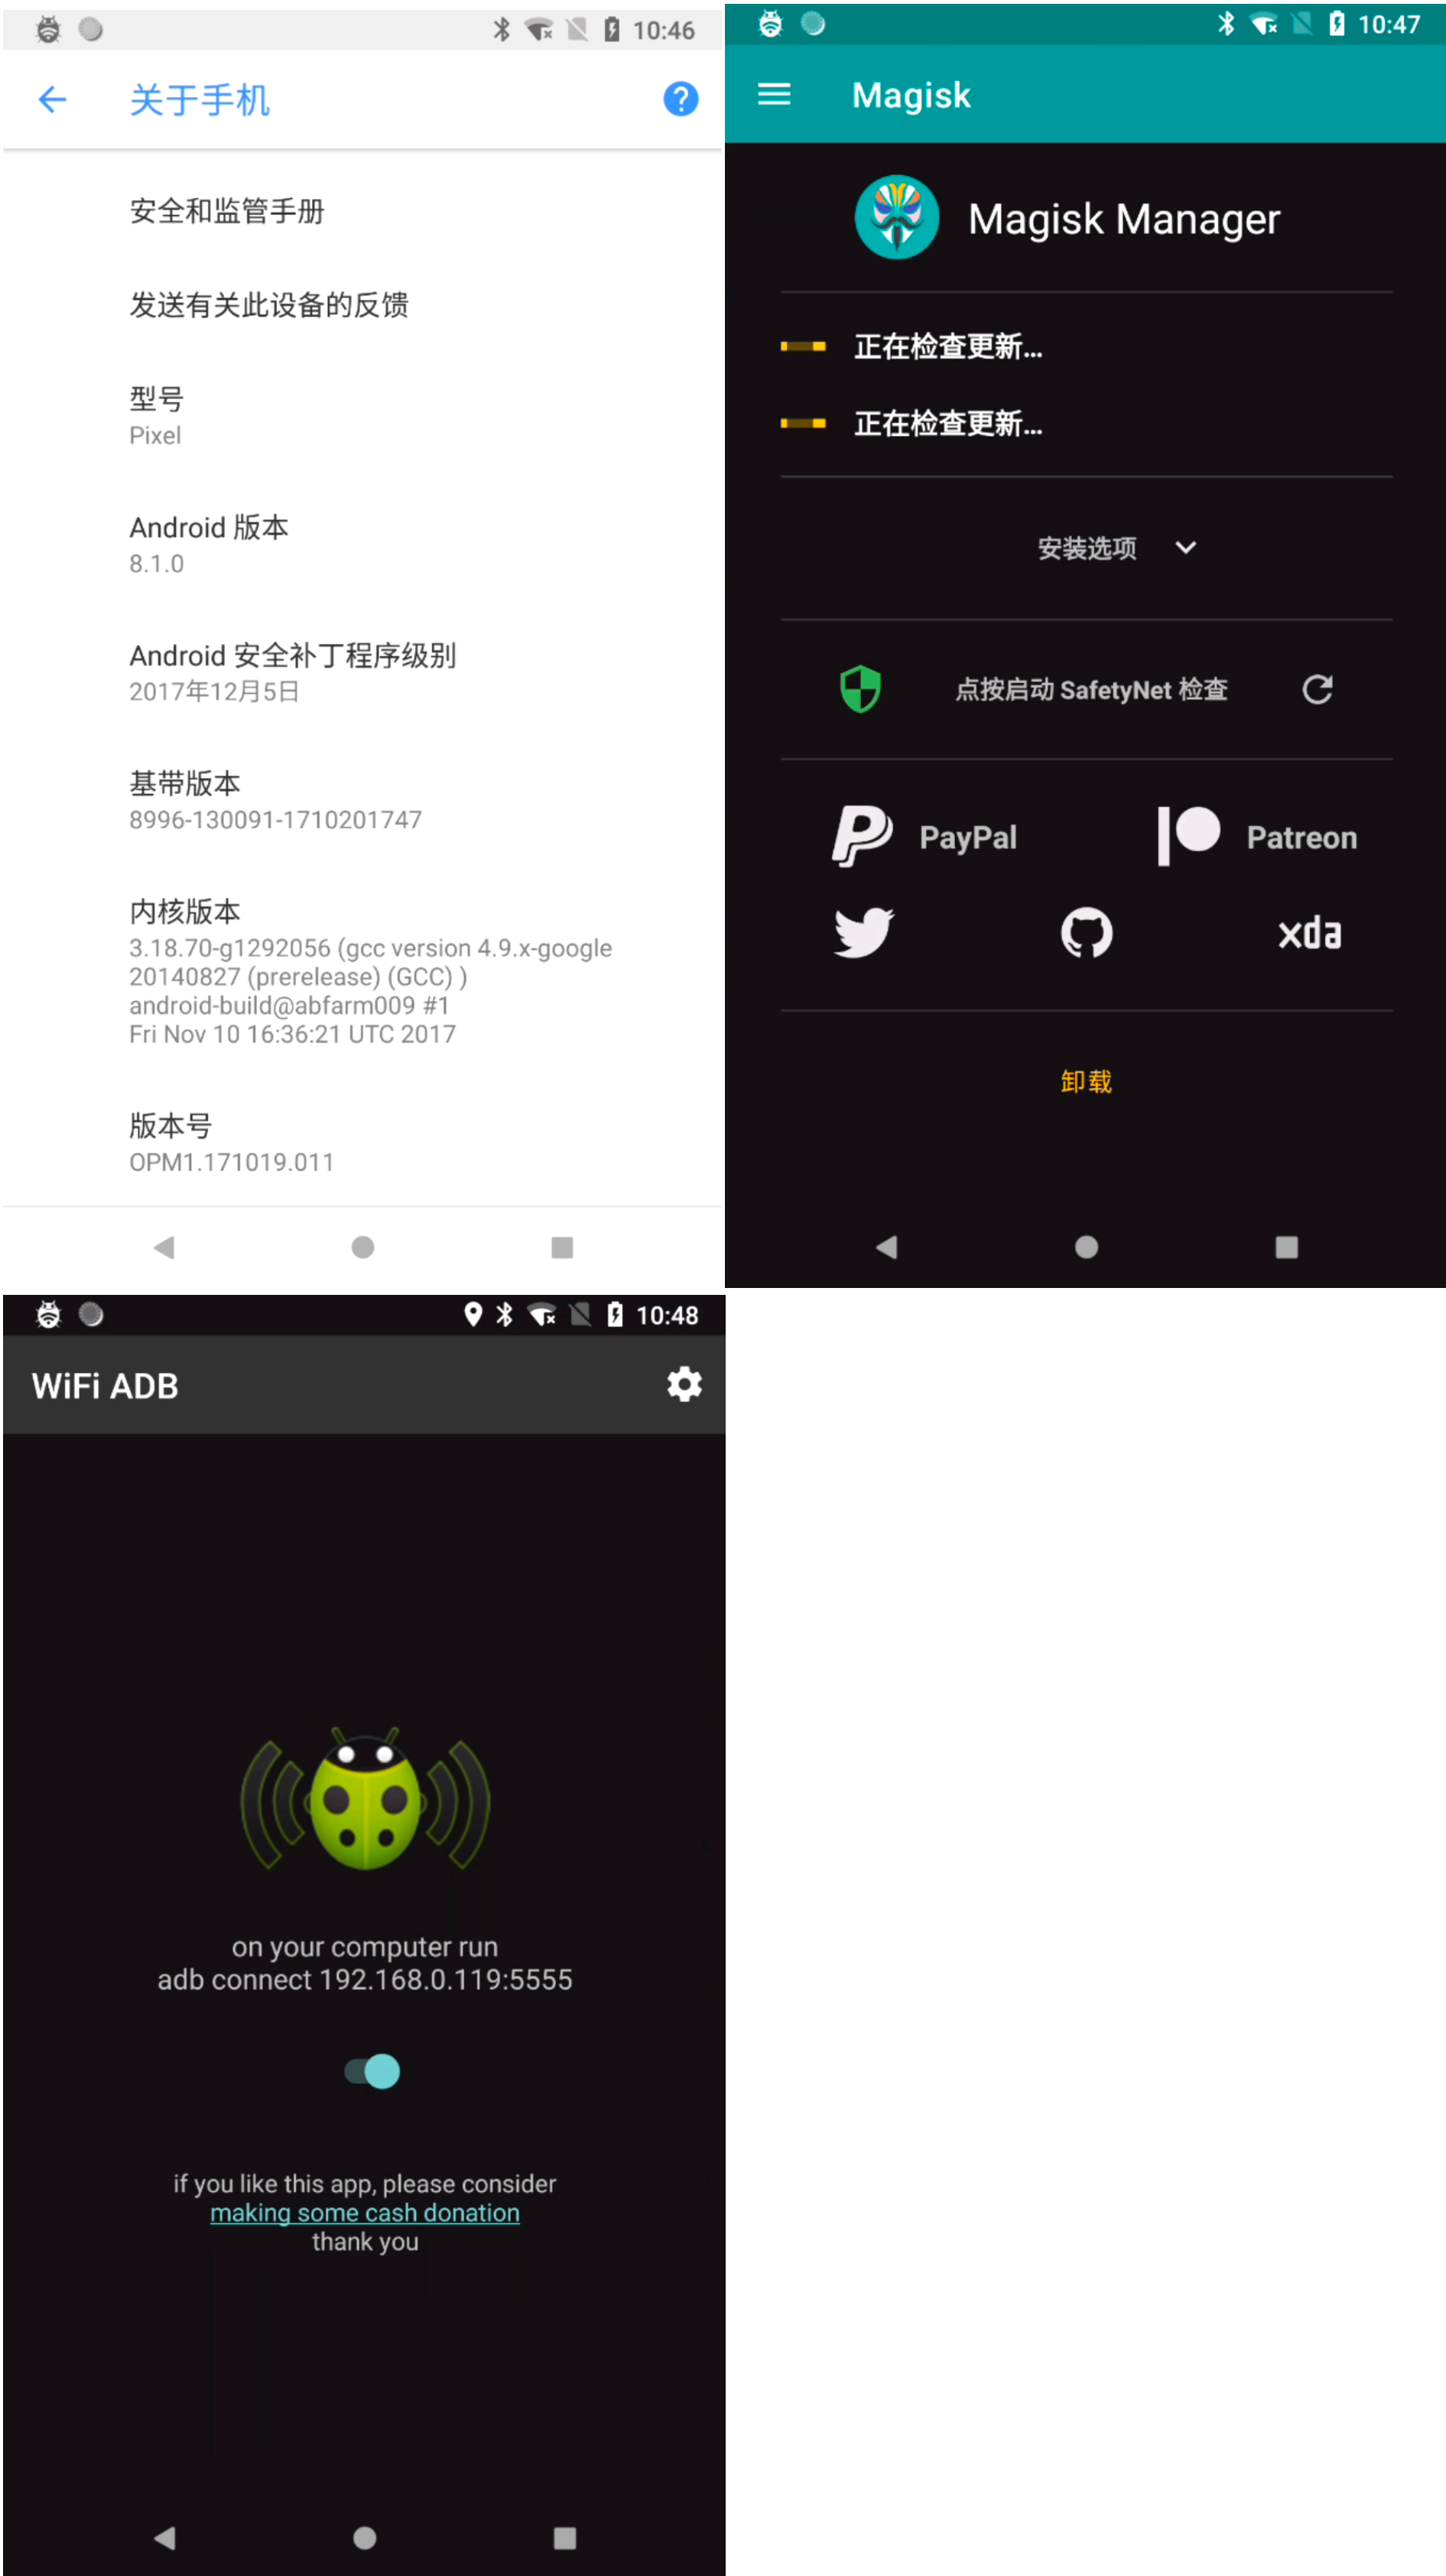 10:46
关于手机
安全和监管手册
发送有关此设备的反馈
型号
Pixel
Android 版本
8.1.0
Android 安全补丁程序级别
2017年12月5日
基带版本
8996-130091-1710201747
内核版本
3.18.70-g1292056 (gcc version 4.9.x-google
20140827 (prerelease) (GCC) )
android-build@abfarm009 #1
Fri Nov 10 16:36:21 UTC 2017
版本号
OPM1.171019.011
10:47
Magisk
Magisk Manager
正在检查更新...
正在检查更新...
安装选项
点按启动 SafetyNet 检查
PayPal
Patreon
xda
卸载
10:48
WiFi ADB
on your computer run
adb connect 192.168.0.119:5555
if you like this app, please consider
making some cash donation
thank you